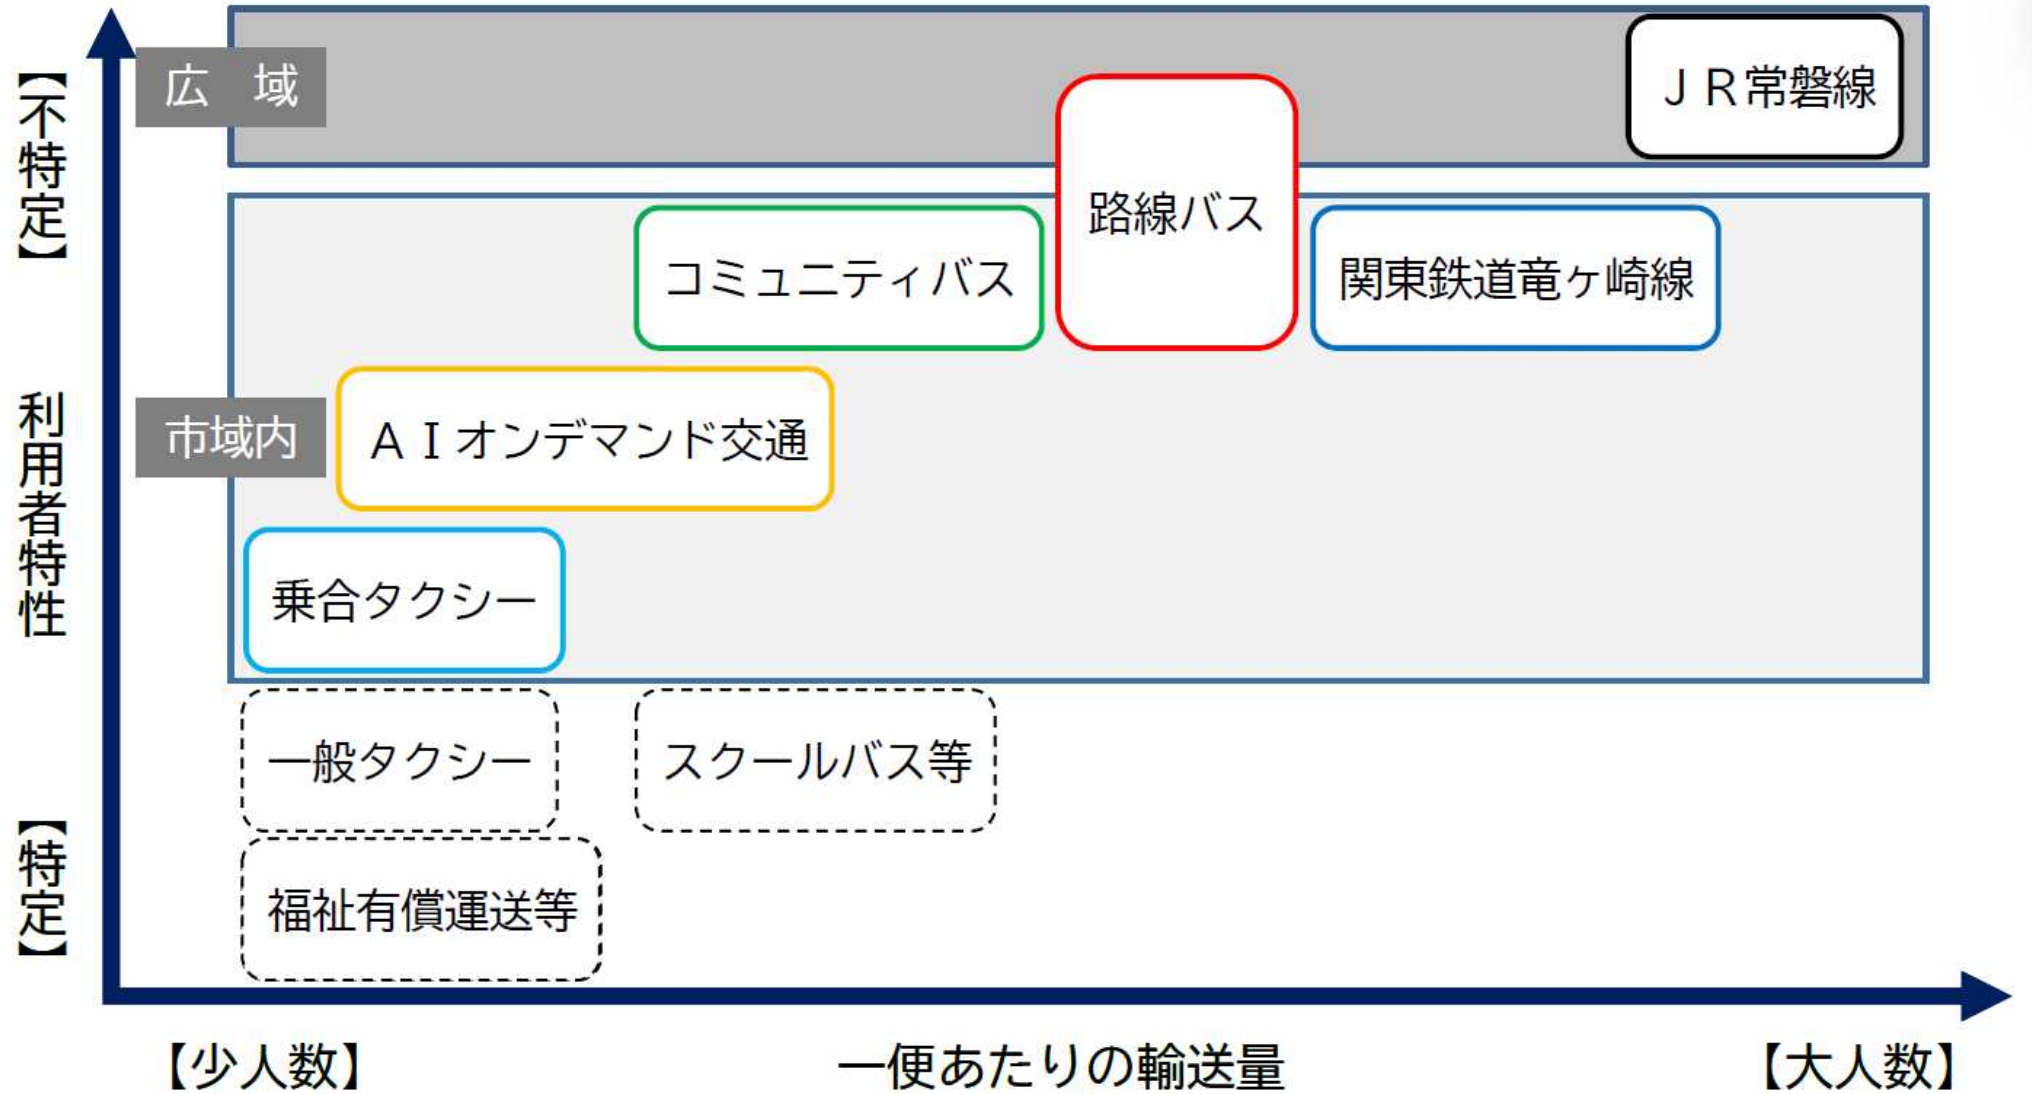 【不特定】
利用者特性
【特定】
広　域
ＪＲ常磐線
路線バス
コミュニティバス
関東鉄道竜ヶ崎線
市域内
ＡＩオンデマンド交通
乗合タクシー
一般タクシー
スクールバス等
福祉有償運送等
【少人数】
一便あたりの輸送量
【大人数】